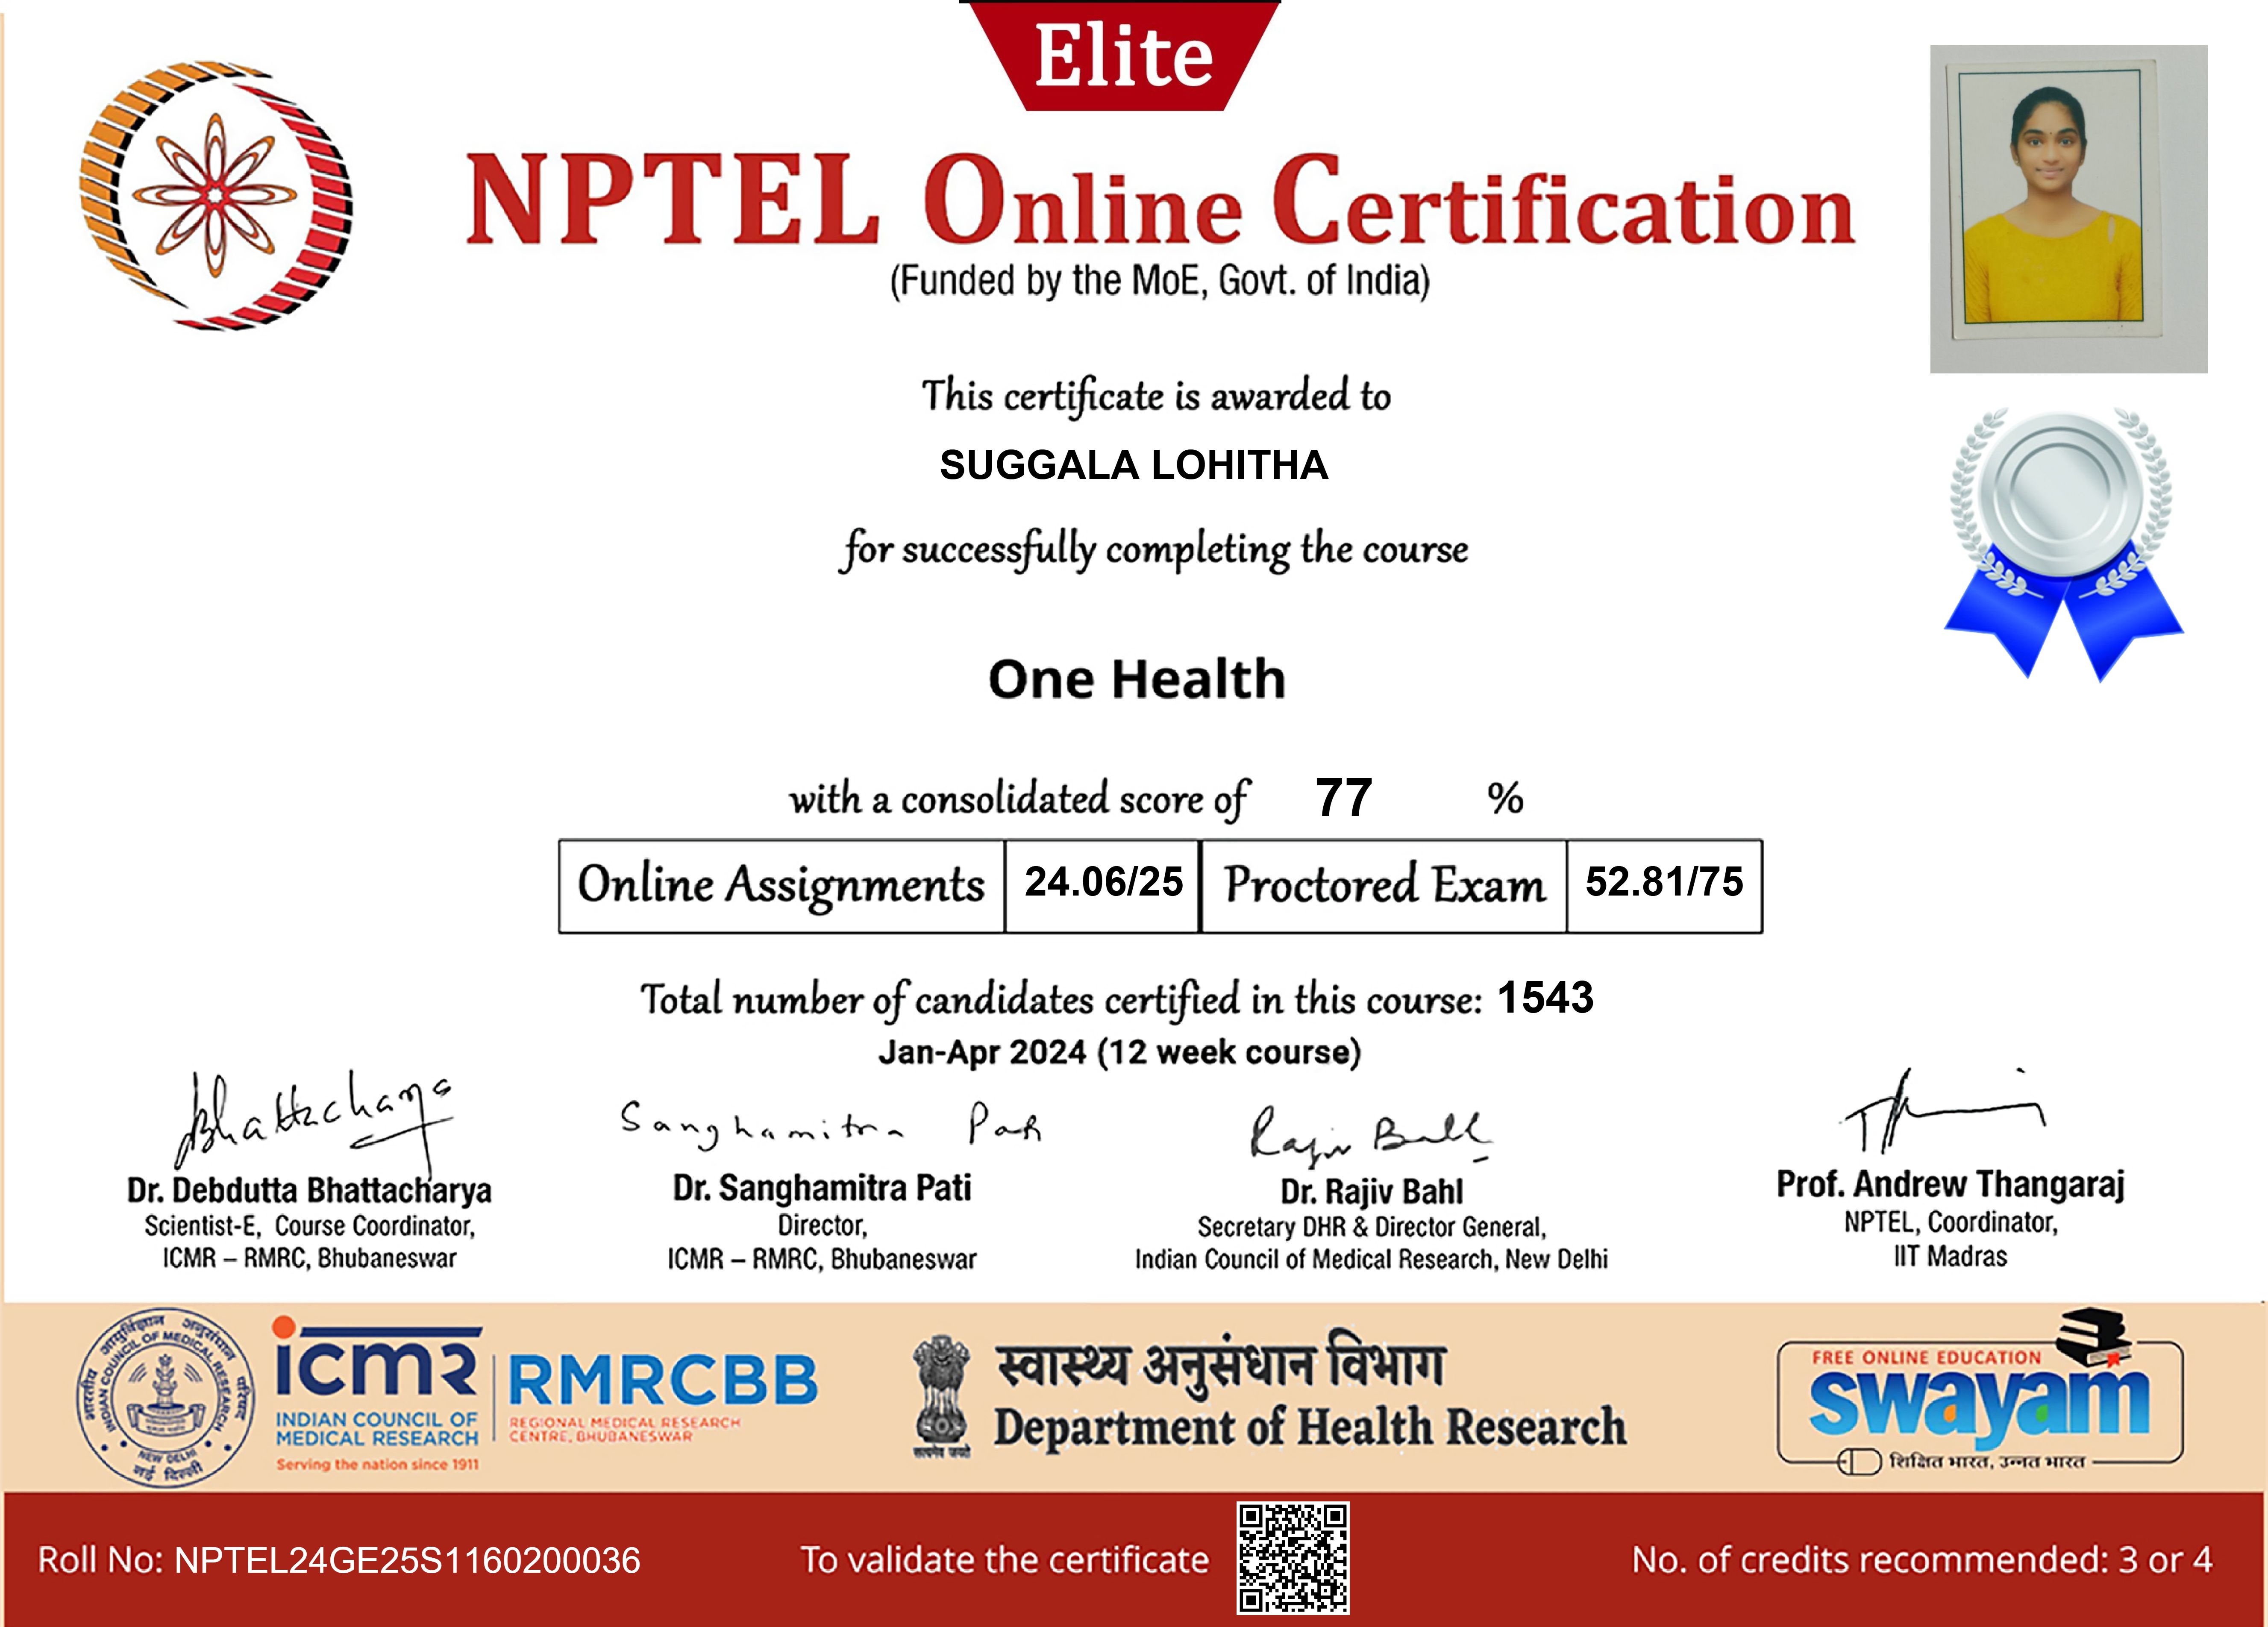 Elite
NPTEL Online Certification
(Funded by the MoE, Govt. of India)
This certificate is awarded to
SUGGALA LOHITHA
for successfully completing the course
One Health
with a consolidated score of 77 %
Online Assignments 24.06/25 Proctored Exam 52.81/75
Total number of candidates certified in this course: 1543
Jan-Apr 2024 (12 week course)
Bhattacharya
Sanghamitra Pati
Rajiv Bahl
Dr. Debdutta Bhattacharya
Scientist-E, Course Coordinator,
ICMR – RMRC, Bhubaneswar
Dr. Sanghamitra Pati
Director,
ICMR – RMRC, Bhubaneswar
Dr. Rajiv Bahl
Secretary DHR & Director General,
Indian Council of Medical Research, New Delhi
Prof. Andrew Thangaraj
NPTEL, Coordinator,
IIT Madras
भारतीय आयुर्विज्ञान अनुसंधान परिषद
INDIAN COUNCIL OF MEDICAL RESEARCH
NEW DELHI
नई दिल्ली
icmr
INDIAN COUNCIL OF
MEDICAL RESEARCH
Serving the nation since 1911
RMRCBB
REGIONAL MEDICAL RESEARCH
CENTRE, BHUBANESWAR
सत्यमेव जयते
स्वास्थ्य अनुसंधान विभाग
Department of Health Research
FREE ONLINE EDUCATION
swayam
शिक्षित भारत, उन्नत भारत
Roll No: NPTEL24GE25S1160200036
To validate the certificate
No. of credits recommended: 3 or 4